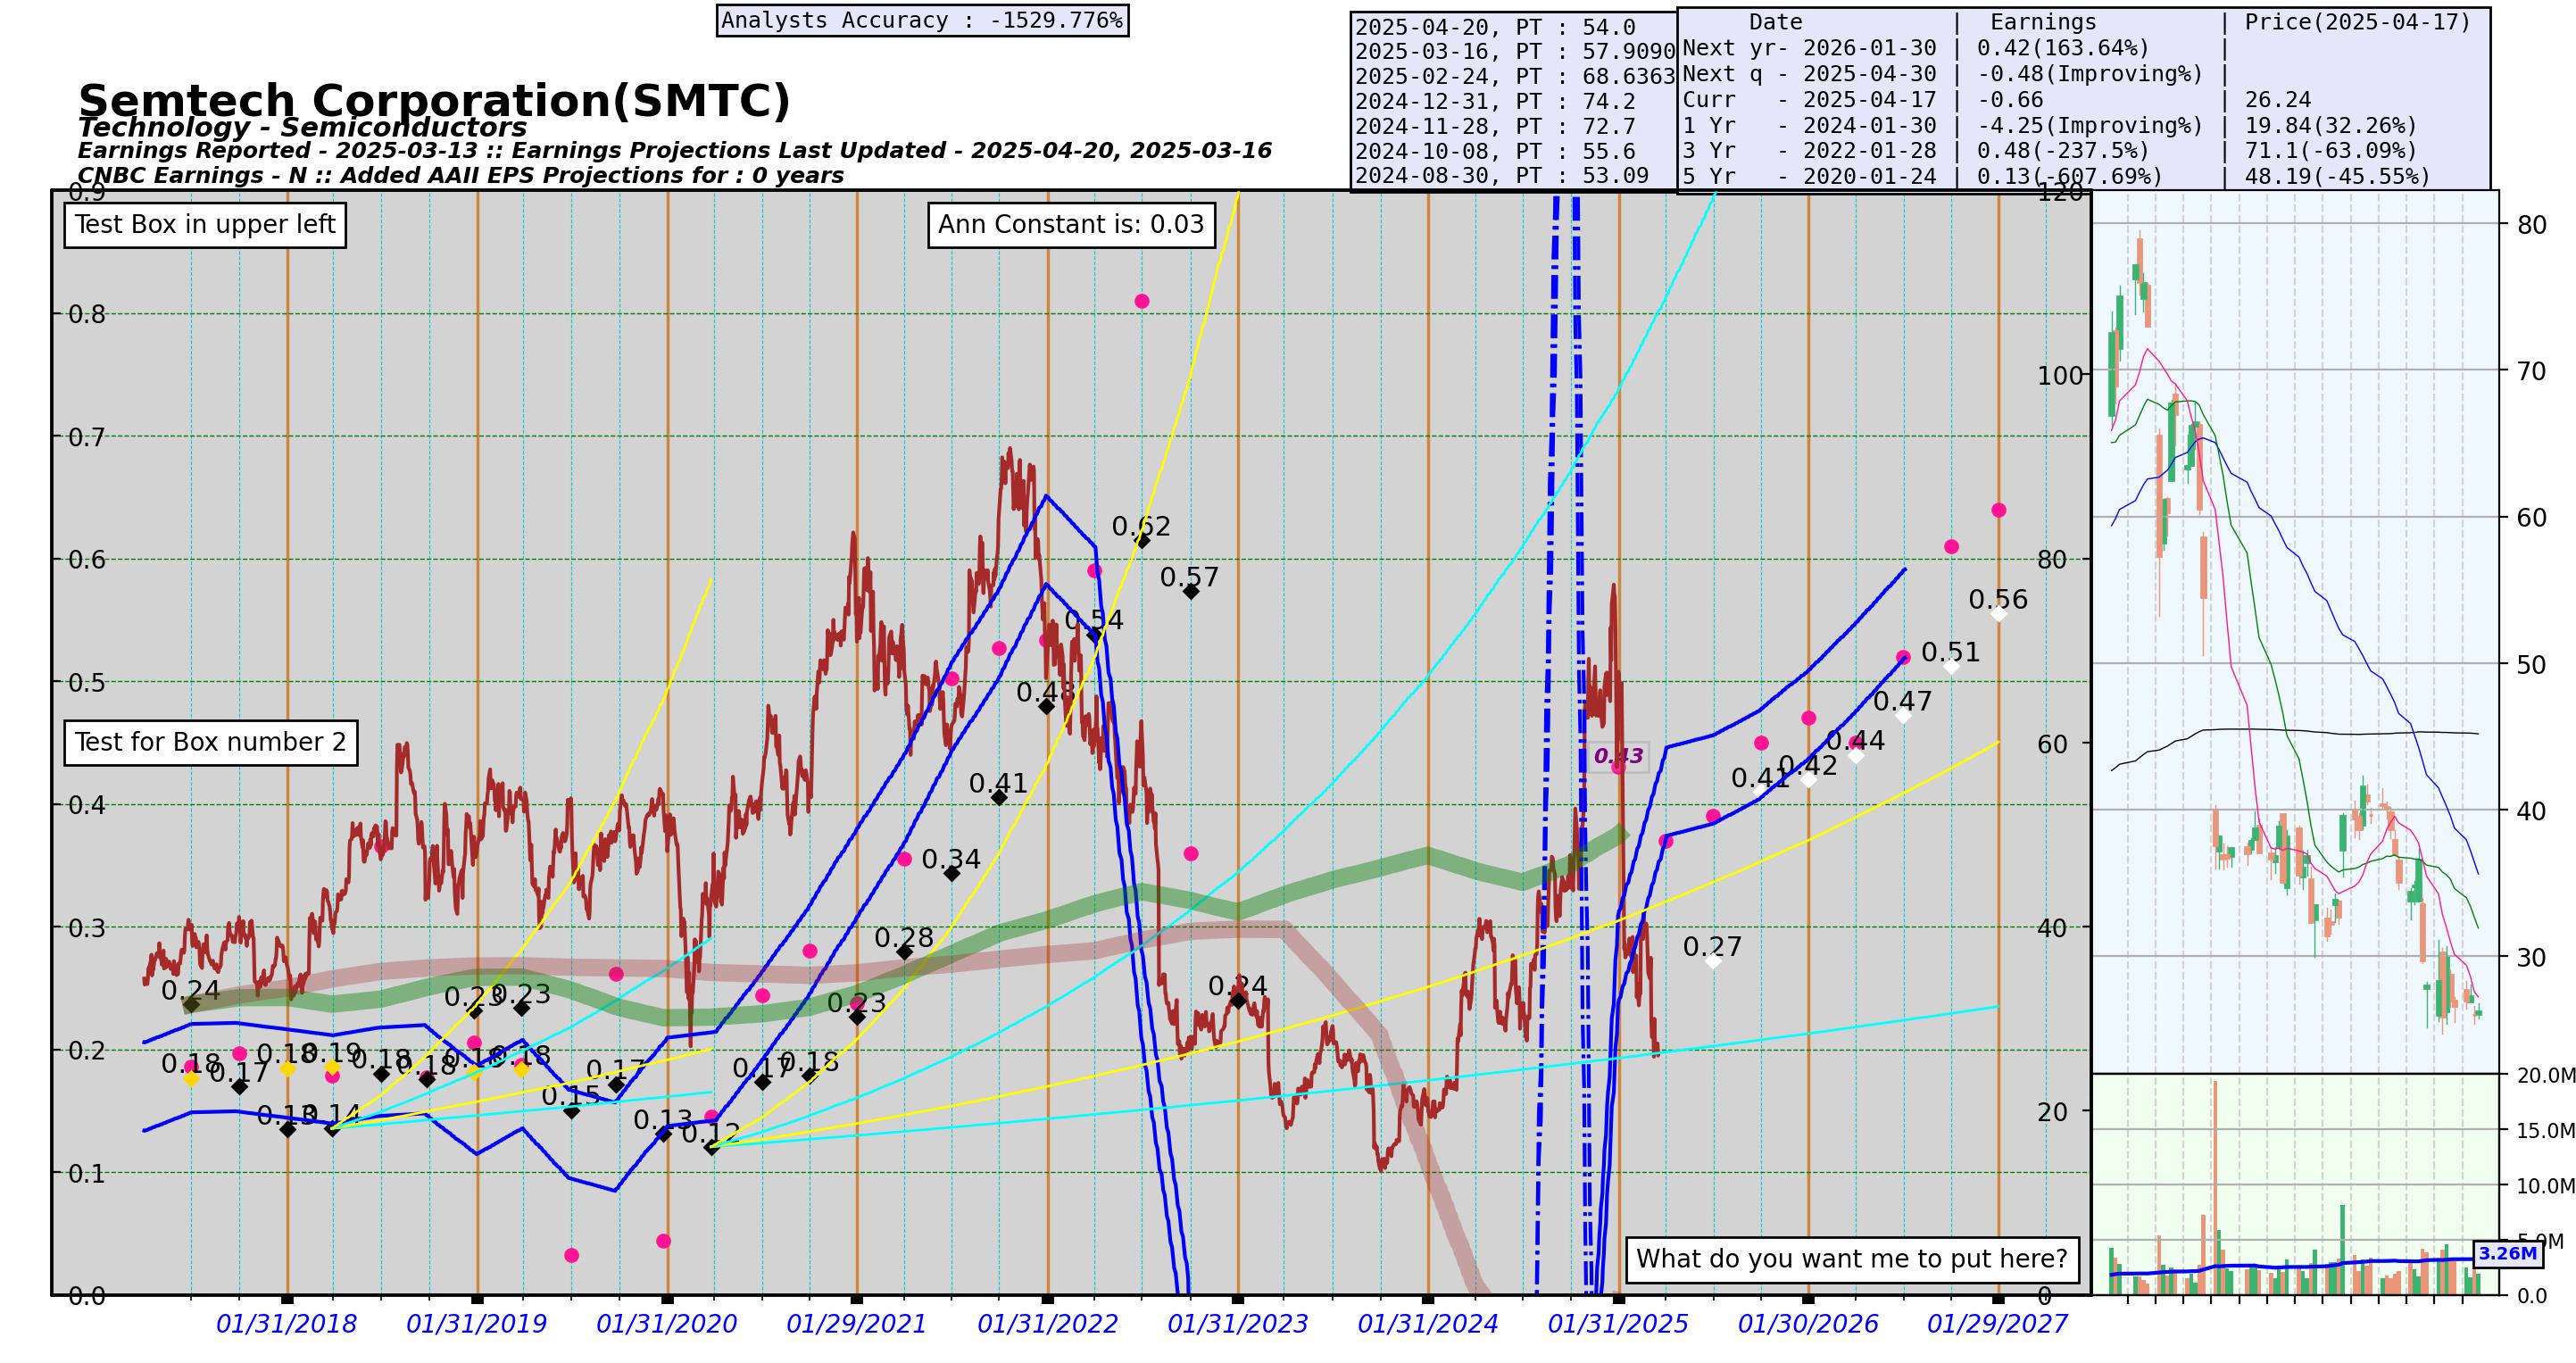 Analysts Accuracy : -1529.776%
2025-04-20, PT : 54.0
2025-03-16, PT : 57.9090
2025-02-24, PT : 68.6363
2024-12-31, PT : 74.2
2024-11-28, PT : 72.7
2024-10-08, PT : 55.6
2024-08-30, PT : 53.09
Date | Earnings | Price(2025-04-17)
Next yr- 2026-01-30 | 0.42(163.64%) |
Next q - 2025-04-30 | -0.48(Improving%) |
Curr - 2025-04-17 | -0.66 | 26.24
1 Yr - 2024-01-30 | -4.25(Improving%) | 19.84(32.26%)
3 Yr - 2022-01-28 | 0.48(-237.5%) | 71.1(-63.09%)
5 Yr - 2020-01-24 | 0.13(-607.69%) | 48.19(-45.55%)
Semtech Corporation(SMTC)
Technology - Semiconductors
Earnings Reported - 2025-03-13 :: Earnings Projections Last Updated - 2025-04-20, 2025-03-16
CNBC Earnings - N :: Added AAII EPS Projections for : 0 years
Test Box in upper left
Ann Constant is: 0.03
Test for Box number 2
What do you want me to put here?
0.9
0.8
0.7
0.6
0.5
0.4
0.3
0.2
0.1
0.0
0.24
0.18
0.17
0.18
0.13
0.19
0.14
0.18
0.18
0.23
0.18
0.23
0.18
0.15
0.17
0.13
0.12
0.17
0.18
0.23
0.28
0.34
0.41
0.48
0.54
0.62
0.57
0.24
0.43
0.27
0.41
0.42
0.44
0.47
0.51
0.56
120
100
80
60
40
20
0
80
70
60
50
40
30
20.0M
15.0M
10.0M
5.0M
3.26M
0.0
01/31/2018
01/31/2019
01/31/2020
01/29/2021
01/31/2022
01/31/2023
01/31/2024
01/31/2025
01/30/2026
01/29/2027